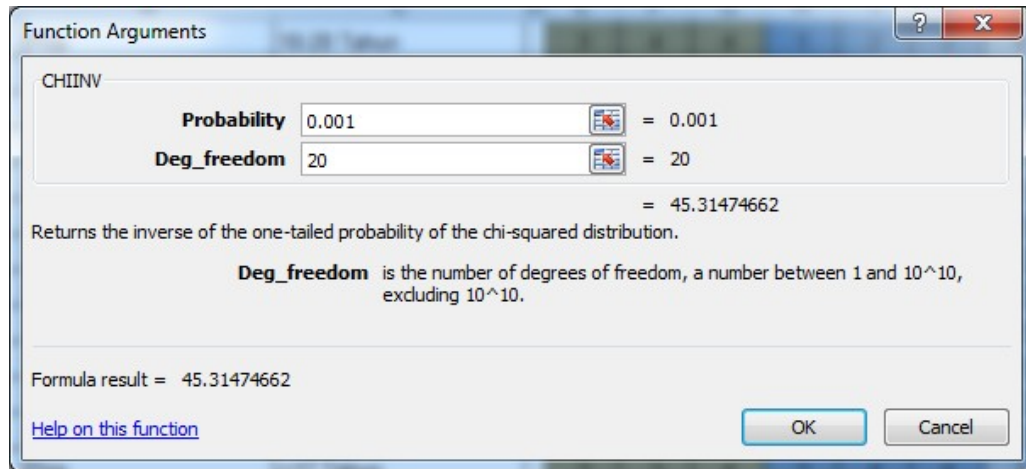 Function Arguments
CHIINV
Probability 0.001 = 0.001
Deg_freedom 20 = 20
= 45.31474662
Returns the inverse of the one-tailed probability of the chi-squared distribution.
Deg_freedom is the number of degrees of freedom, a number between 1 and 10^10,
excluding 10^10.
Formula result = 45.31474662
Help on this function OK Cancel